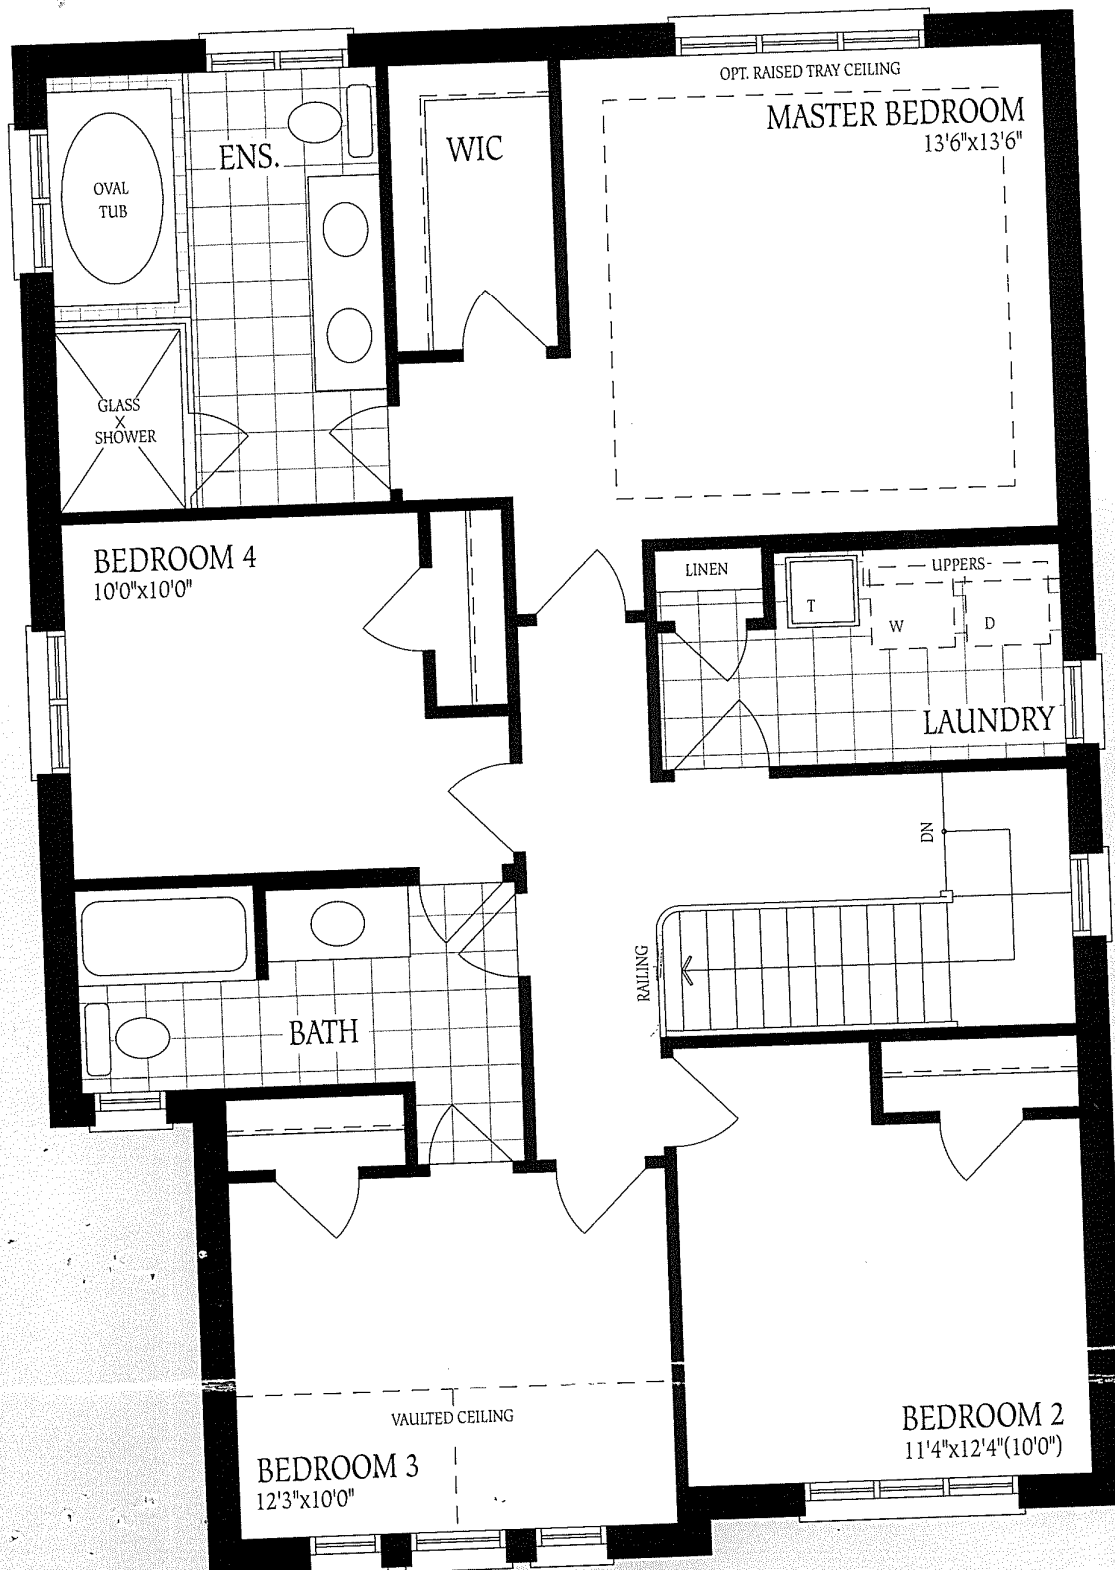 OPT. RAISED TRAY CEILING
MASTER BEDROOM
13'6"x13'6"
WIC
ENS.
OVAL
TUB
GLASS
X
SHOWER
BEDROOM 4
10'0"x10'0"
LINEN
UPPERS
T
W
D
LAUNDRY
DN
RAILING
BATH
VAULTED CEILING
BEDROOM 3
12'3"x10'0"
BEDROOM 2
11'4"x12'4"(10'0")